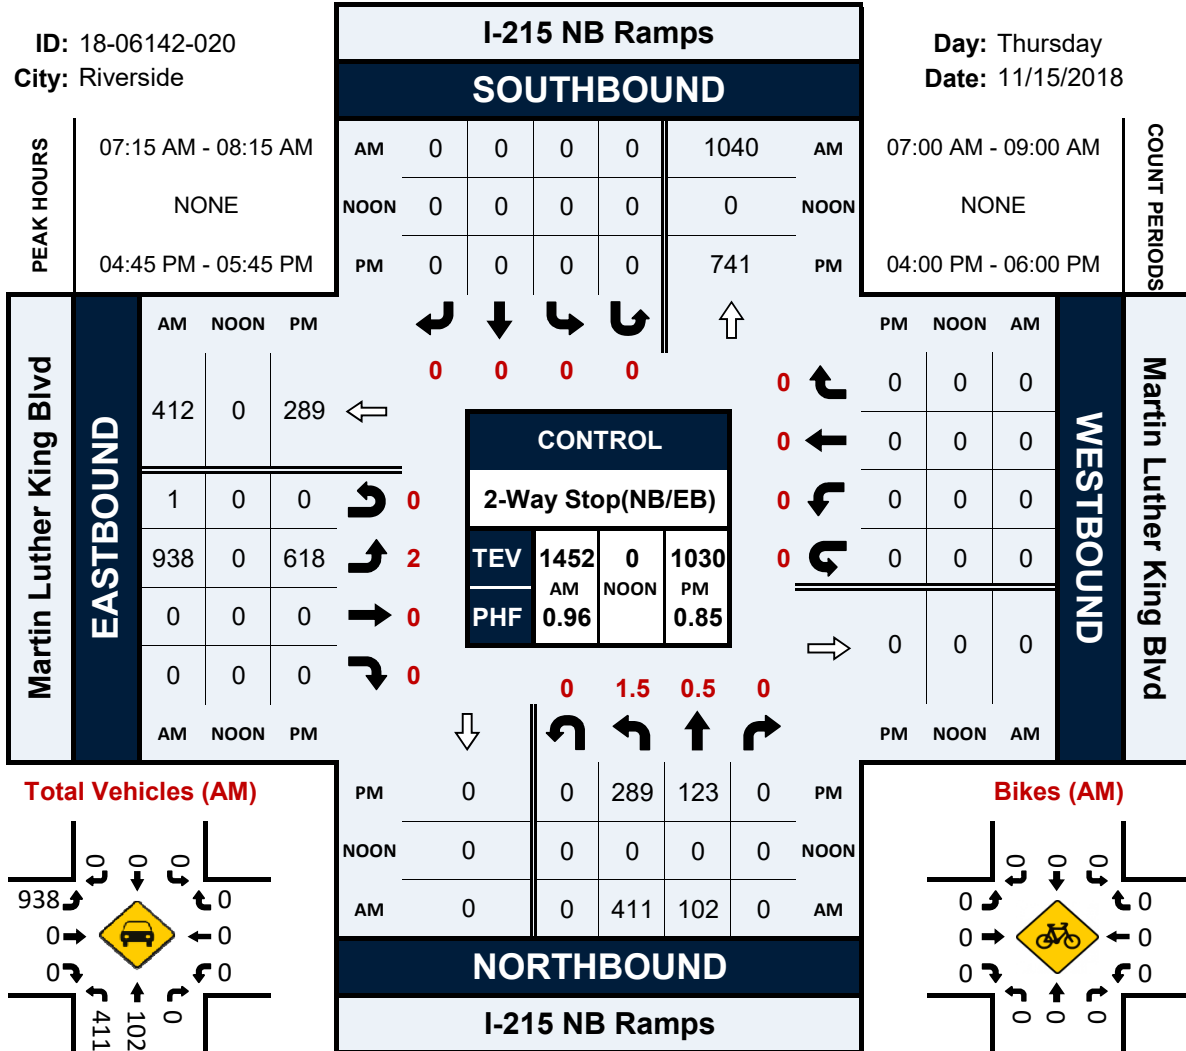 I-215 NB Ramps
SOUTHBOUND
ID: 18-06142-020
City: Riverside
Day: Thursday
Date: 11/15/2018
PEAK HOURS
07:15 AM - 08:15 AM
NONE
04:45 PM - 05:45 PM
AM 0 0 0 0 1040 AM
NOON 0 0 0 0 0 NOON
PM 0 0 0 0 741 PM
07:00 AM - 09:00 AM
NONE
04:00 PM - 06:00 PM
COUNT PERIODS
0 0 0 0
Martin Luther King Blvd
EASTBOUND
AM NOON PM
412 0 289
1 0 0 0
938 0 618 2
0 0 0 0
0 0 0 0
AM NOON PM
CONTROL
2-Way Stop(NB/EB)
TEV 1452 0 1030
AM NOON PM
PHF 0.96 0.85
PM NOON AM
0 0 0 0
0 0 0 0
0 0 0 0
0 0 0 0
0 0 0
PM NOON AM
WESTBOUND
Martin Luther King Blvd
0 1.5 0.5 0
PM 0 0 289 123 0 PM
NOON 0 0 0 0 0 NOON
AM 0 0 411 102 0 AM
NORTHBOUND
I-215 NB Ramps
Total Vehicles (AM)
0 0 0
938 0
0 0
0 0
411 102 0
Bikes (AM)
0 0 0
0 0
0 0
0 0
0 0 0